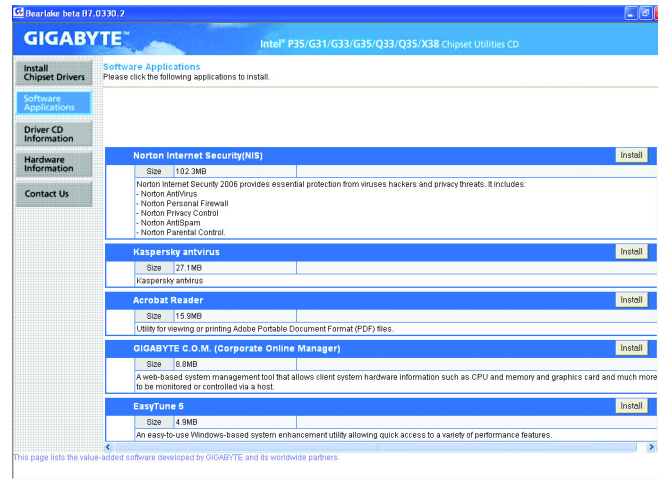 Bearlake beta B7.0330.2
GIGABYTE™
Intel® P35/G31/G33/G35/Q33/Q35/X38 Chipset Utilities CD
Install
Chipset Drivers
Software
Applications
Driver CD
Information
Hardware
Information
Contact Us
Software Applications
Please click the following applications to install.
Norton Internet Security(NIS) Install
Size 102.3MB
Norton Internet Security 2006 provides essential protection from viruses hackers and privacy threats. It includes:
- Norton AntiVirus
- Norton Personal Firewall
- Norton Privacy Control
- Norton AntiSpam
- Norton Parental Control.
Kaspersky antvirus Install
Size 27.1MB
Kaspersky antvirus
Acrobat Reader Install
Size 15.9MB
Utility for viewing or printing Adobe Portable Document Format (PDF) files.
GIGABYTE C.O.M. (Corporate Online Manager) Install
Size 8.8MB
A web-based system management tool that allows client system hardware information such as CPU and memory and graphics card and much more
to be monitored or controlled via a host.
EasyTune 5 Install
Size 4.9MB
An easy-to-use Windows-based system enhancement utility allowing quick access to a variety of performance features.
This page lists the value-added software developed by GIGABYTE and its worldwide partners.